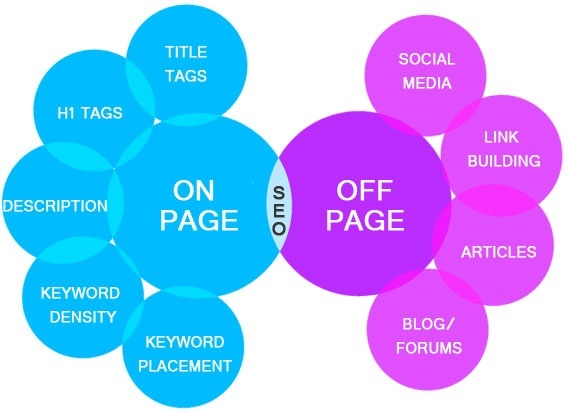 TITLE
TAGS
H1 TAGS
DESCRIPTION
KEYWORD
DENSITY
KEYWORD
PLACEMENT
ON
PAGE
SEO
OFF
PAGE
SOCIAL
MEDIA
LINK
BUILDING
ARTICLES
BLOG/
FORUMS